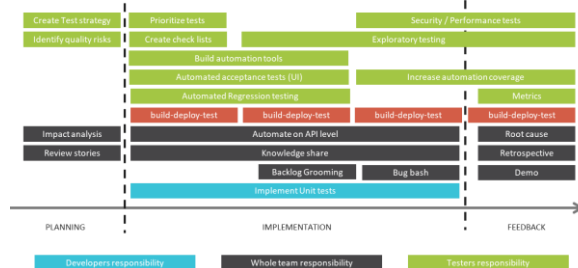 Create Test strategy Prioritize tests Security / Performance tests
Identify quality risks Create check lists Exploratory testing
Build automation tools
Automated acceptance tests (UI) Increase automation coverage
Automated Regression testing Metrics
build-deploy-test build-deploy-test build-deploy-test build-deploy-test
Impact analysis Automate on API level Root cause
Review stories Knowledge share Retrospective
Backlog Grooming Bug bash Demo
Implement Unit tests
PLANNING IMPLEMENTATION FEEDBACK
Developers responsibility Whole team responsibility Testers responsibility